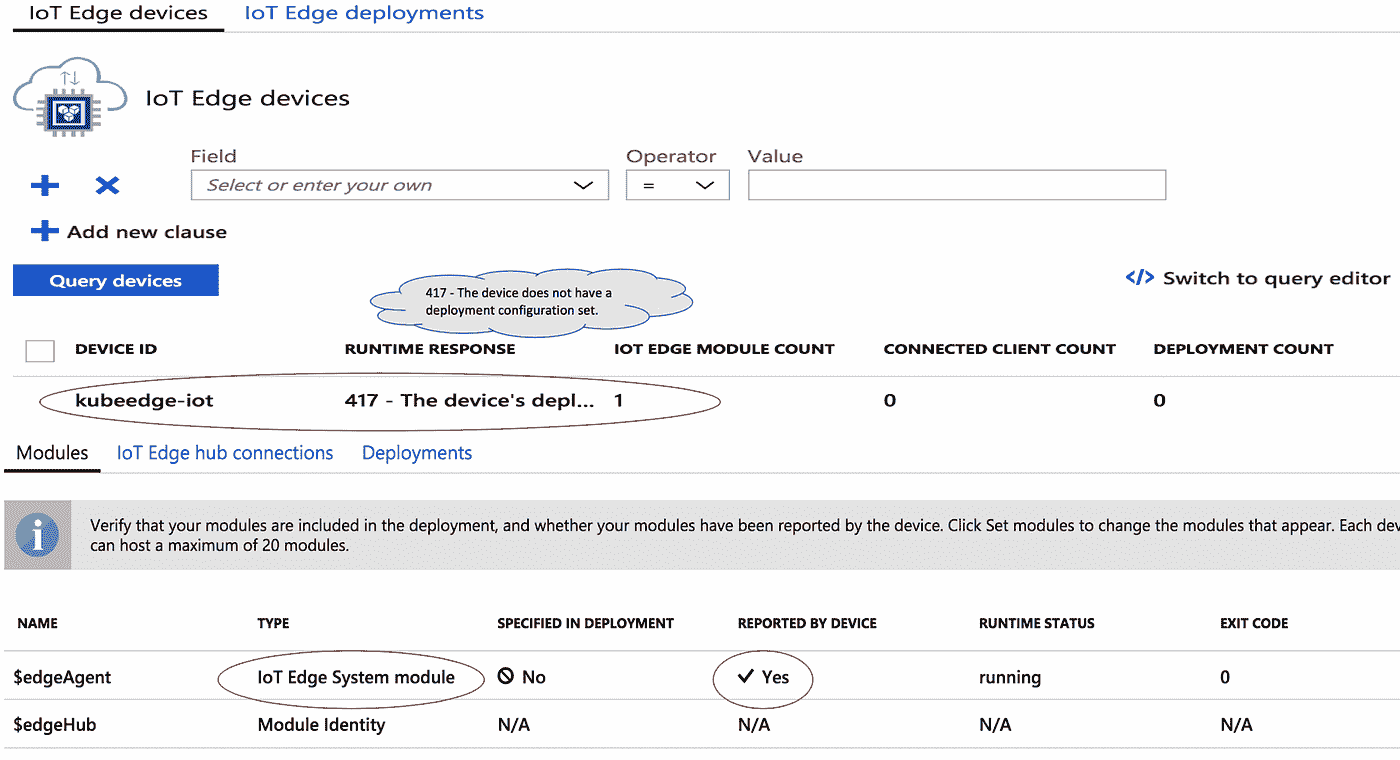 IoT Edge devices IoT Edge deployments
IoT Edge devices
Field Operator Value
Select or enter your own =
Add new clause
Query devices
</> Switch to query editor
417 - The device does not have a
deployment configuration set.
DEVICE ID RUNTIME RESPONSE IOT EDGE MODULE COUNT CONNECTED CLIENT COUNT DEPLOYMENT COUNT
kubeedge-iot 417 - The device's depl... 1 0 0
Modules IoT Edge hub connections Deployments
Verify that your modules are included in the deployment, and whether your modules have been reported by the device. Click Set modules to change the modules that appear. Each dev
can host a maximum of 20 modules.
NAME TYPE SPECIFIED IN DEPLOYMENT REPORTED BY DEVICE RUNTIME STATUS EXIT CODE
$edgeAgent IoT Edge System module No Yes running 0
$edgeHub Module Identity N/A N/A N/A N/A